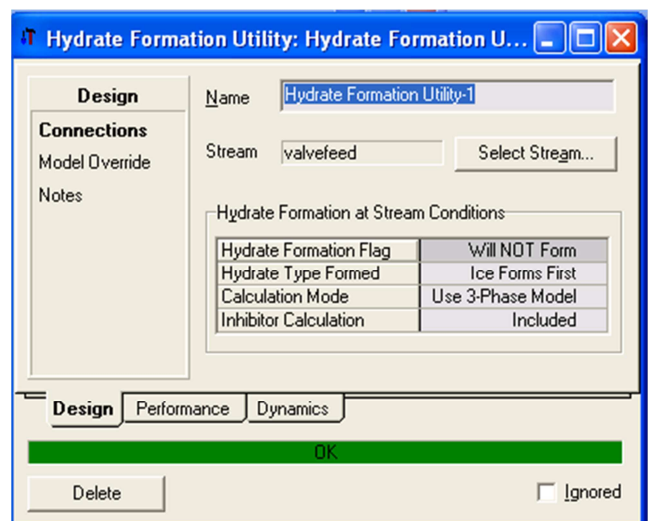 Hydrate Formation Utility: Hydrate Formation U...
Design
Connections
Model Override
Notes
Name Hydrate Formation Utility-1
Stream valvefeed Select Stream...
Hydrate Formation at Stream Conditions
Hydrate Formation Flag Will NOT Form
Hydrate Type Formed Ice Forms First
Calculation Mode Use 3-Phase Model
Inhibitor Calculation Included
Design Performance Dynamics
OK
Delete Ignored